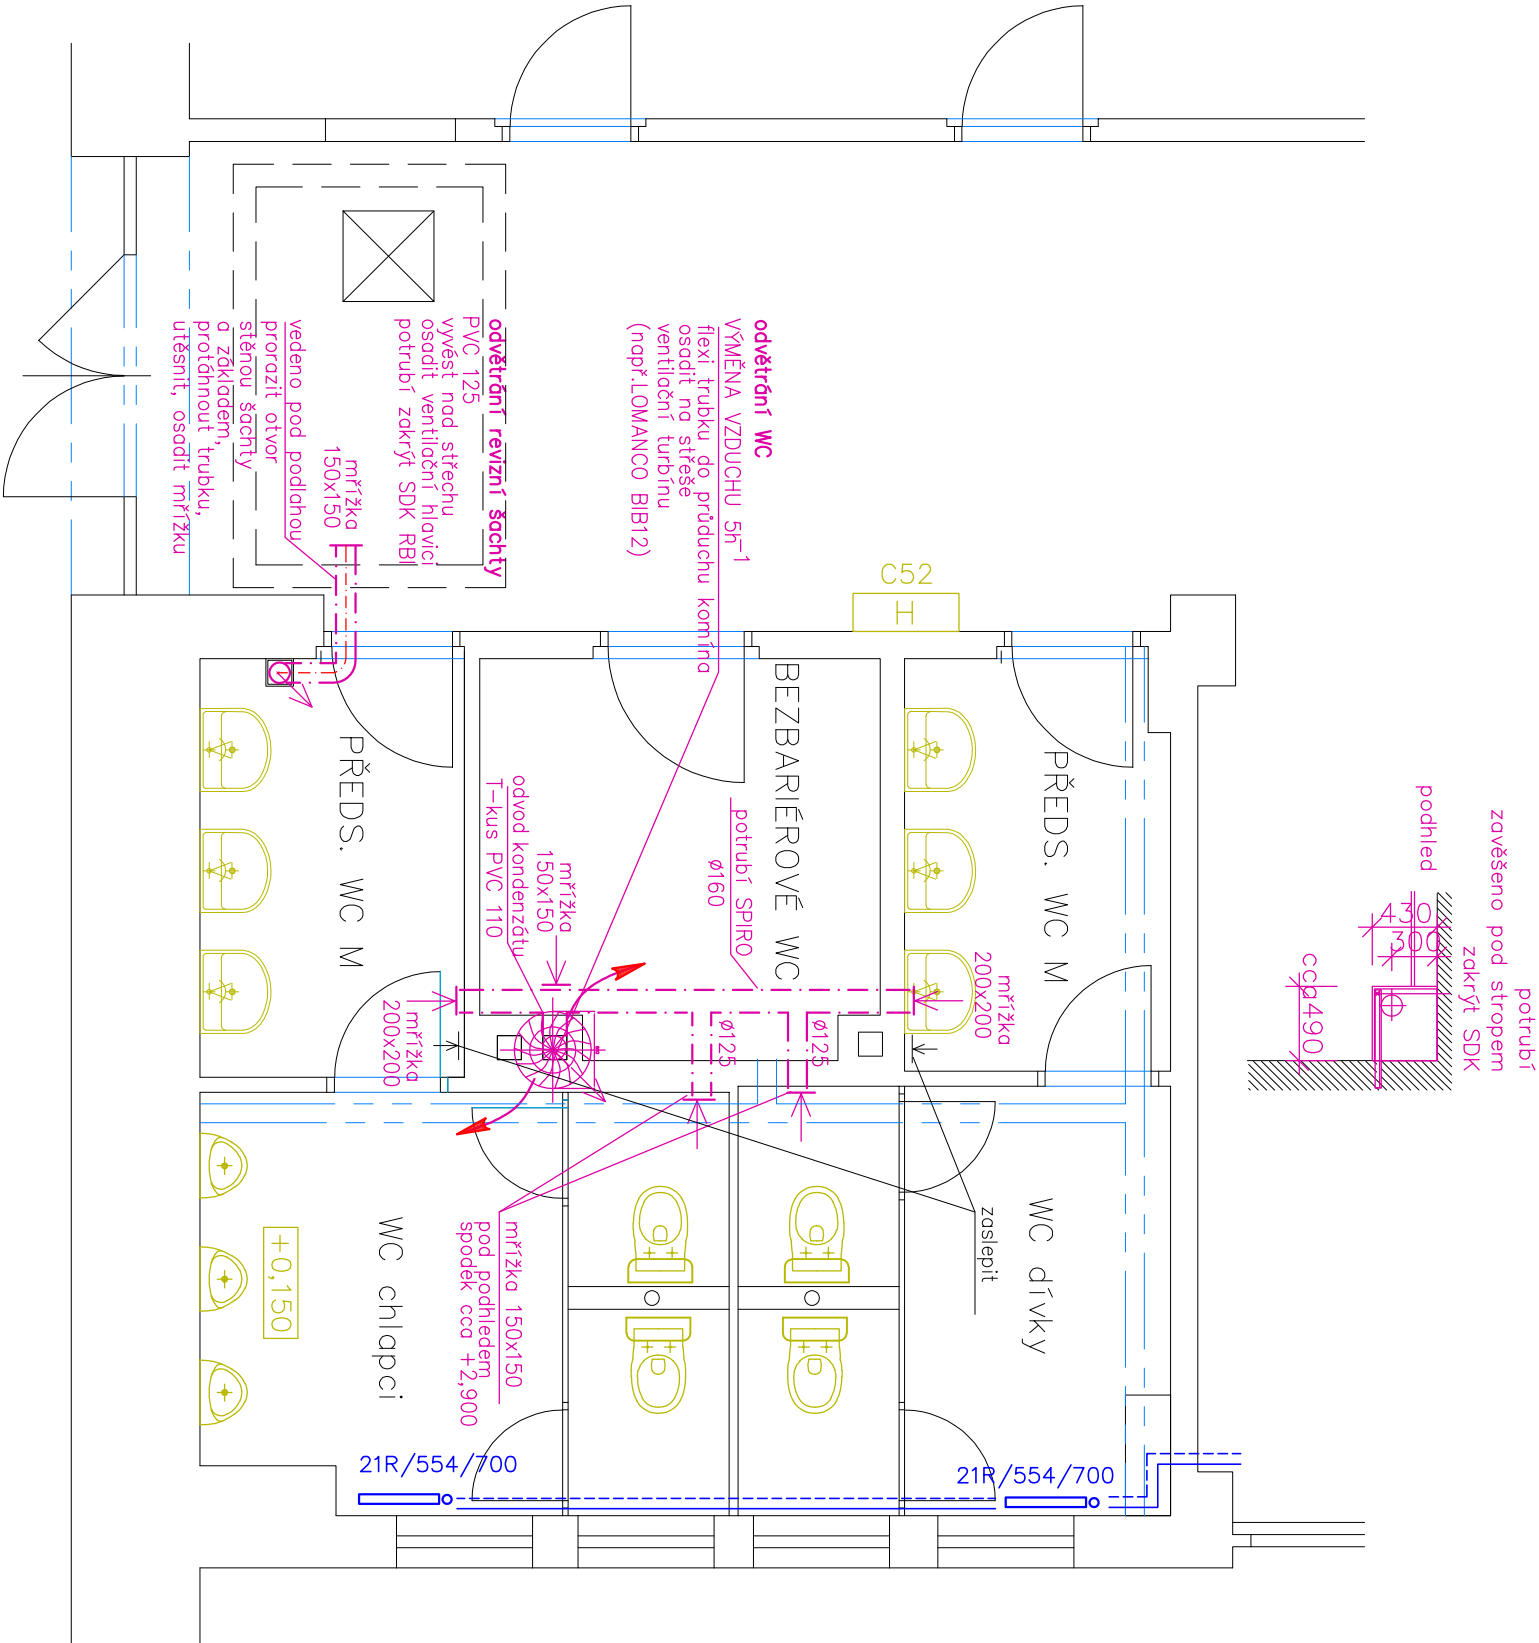 zavěšeno pod stropem
potrubí
zakrýt SDK
podhled
430
300
cca490
odvětrání WC
VÝMĚNA VZDUCHU 5h⁻¹
flexi trubku do průduchu komína
osadit na střeše
ventilační turbínu
(např.LOMANCO BIB12)
odvětrání revizní šachty
PVC 125
vyvést nad střechu
osadit ventilační hlavici
potrubí zakrýt SDK RBI
mřížka
150x150
vedeno pod podlahou
prorazit otvor
stěnou šachty
a základem,
protáhnout trubku,
utěsnit, osadit mřížku
C52
H
PŘEDS. WC M
BEZBARIÉROVÉ WC
PŘEDS. WC M
potrubí SPIRO
ø160
mřížka
150x150
odvod kondenzátu
T-kus PVC 110
mřížka
200x200
mřížka
200x200
ø125
ø125
zaslepit
WC dívky
WC chlapci
mřížka 150x150
pod podhledem
spodek cca +2,900
+0,150
21R/554/700
21R/554/700